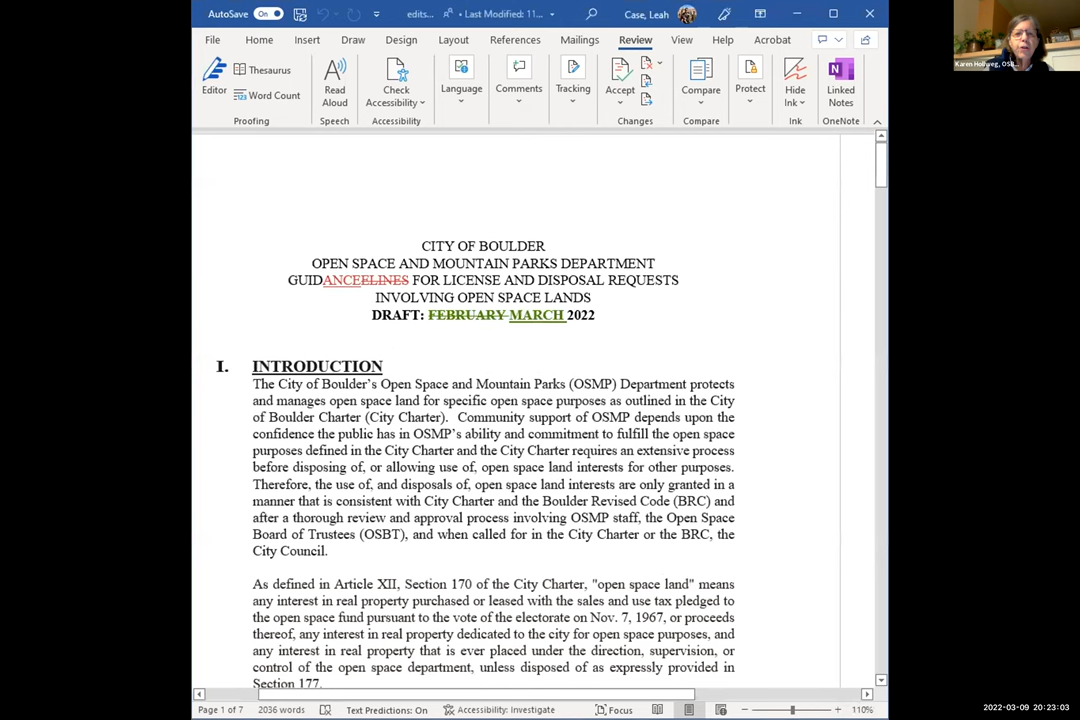 AutoSave On edits... • Last Modified: 11... Case, Leah
File Home Insert Draw Design Layout References Mailings Review View Help Acrobat
Editor Thesaurus Word Count Read Aloud Check Accessibility Language Comments Tracking Accept Compare Protect Hide Ink Linked Notes
Proofing Speech Accessibility Changes Compare Ink OneNote
Karen Hollweg, OSB...
CITY OF BOULDER
OPEN SPACE AND MOUNTAIN PARKS DEPARTMENT
GUIDANCEELINES FOR LICENSE AND DISPOSAL REQUESTS
INVOLVING OPEN SPACE LANDS
DRAFT: FEBRUARY MARCH 2022
I. INTRODUCTION
The City of Boulder's Open Space and Mountain Parks (OSMP) Department protects
and manages open space land for specific open space purposes as outlined in the City
of Boulder Charter (City Charter). Community support of OSMP depends upon the
confidence the public has in OSMP's ability and commitment to fulfill the open space
purposes defined in the City Charter and the City Charter requires an extensive process
before disposing of, or allowing use of, open space land interests for other purposes.
Therefore, the use of, and disposals of, open space land interests are only granted in a
manner that is consistent with City Charter and the Boulder Revised Code (BRC) and
after a thorough review and approval process involving OSMP staff, the Open Space
Board of Trustees (OSBT), and when called for in the City Charter or the BRC, the
City Council.
As defined in Article XII, Section 170 of the City Charter, "open space land" means
any interest in real property purchased or leased with the sales and use tax pledged to
the open space fund pursuant to the vote of the electorate on Nov. 7, 1967, or proceeds
thereof, any interest in real property dedicated to the city for open space purposes, and
any interest in real property that is ever placed under the direction, supervision, or
control of the open space department, unless disposed of as expressly provided in
Section 177.
Page 1 of 7 2036 words Text Predictions: On Accessibility: Investigate Focus 110%
2022-03-09 20:23:03